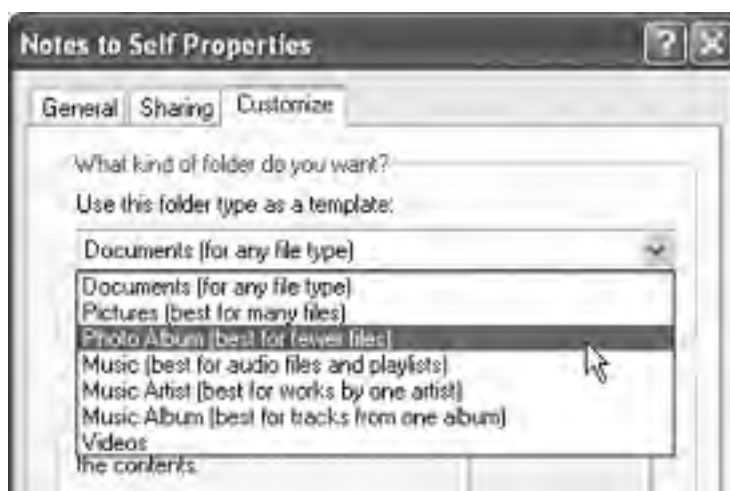 Notes to Self Properties
General Sharing Customize
What kind of folder do you want?
Use this folder type as a template:
Documents (for any file type)
Documents (for any file type)
Pictures (best for many files)
Photo Album (best for fewer files)
Music (best for audio files and playlists)
Music Artist (best for works by one artist)
Music Album (best for tracks from one album)
Videos
the contents.